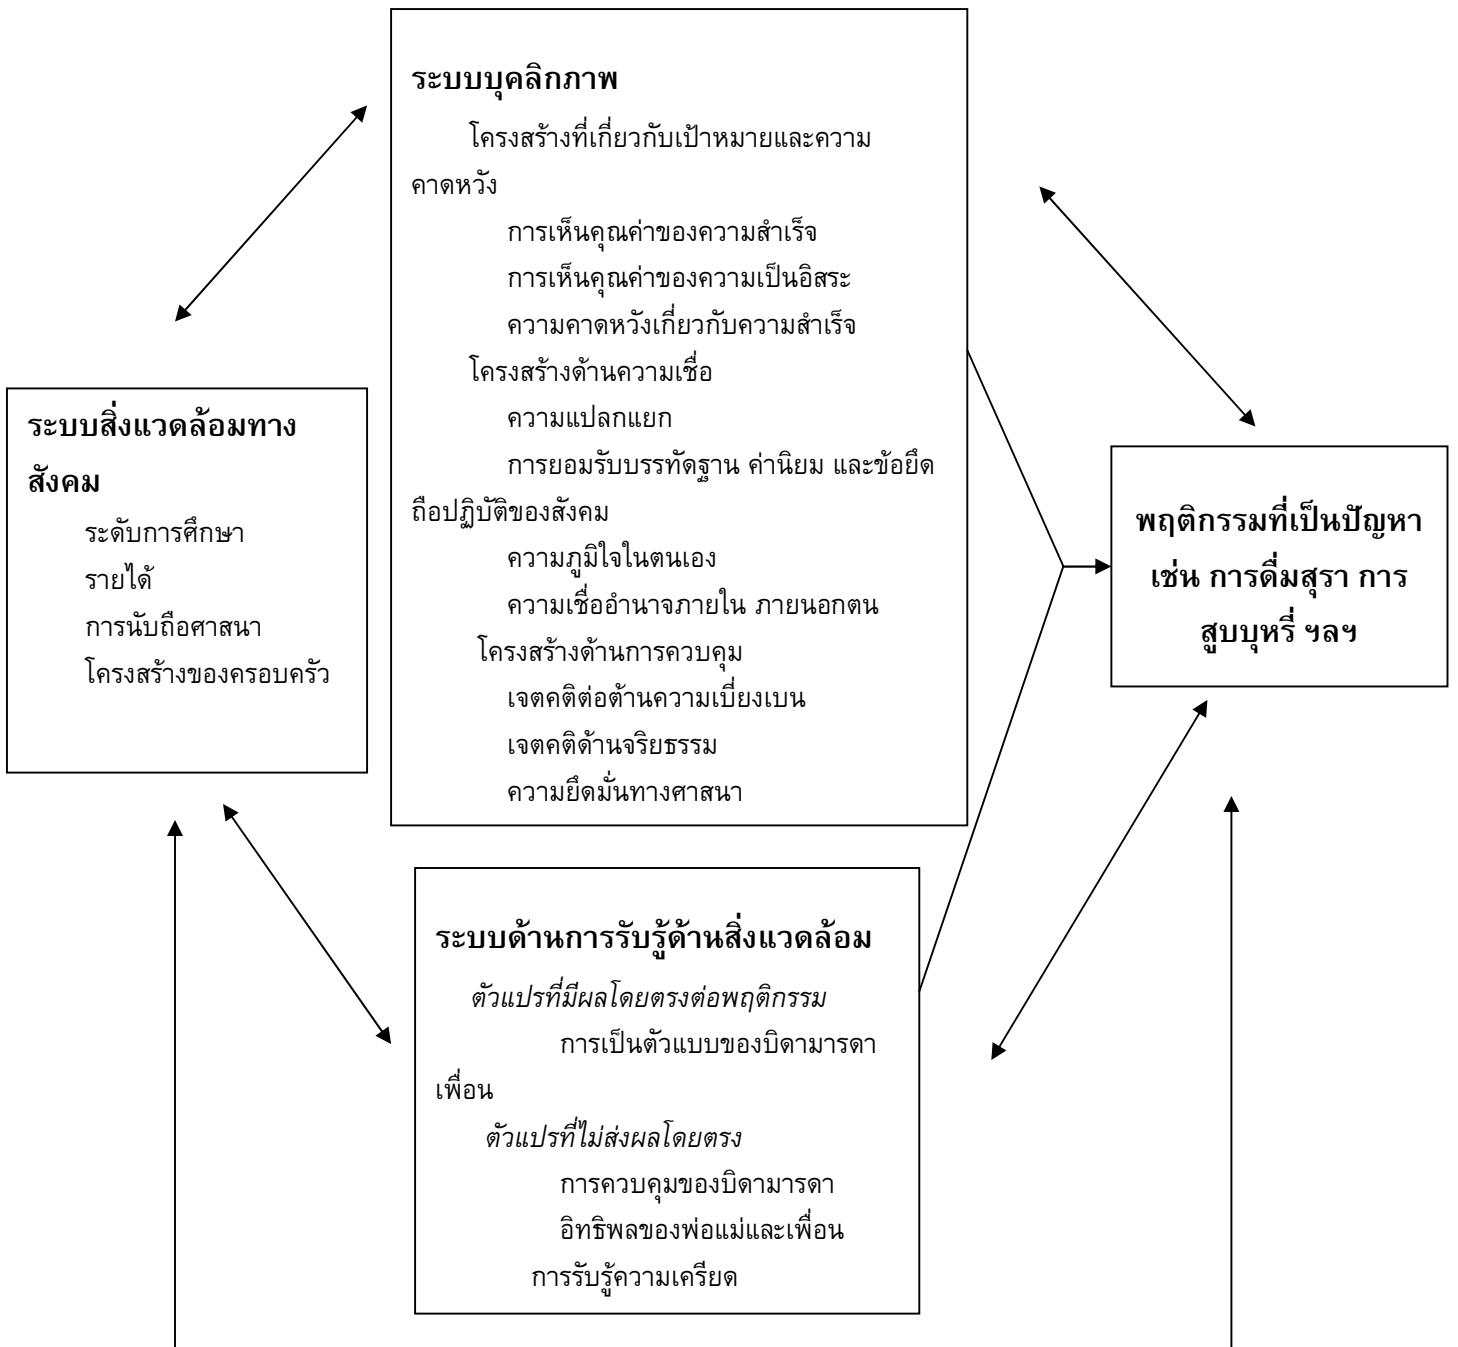 ระบบบุคลิกภาพ
โครงสร้างที่เกี่ยวกับเป้าหมายและความ
คาดหวัง
การเห็นคุณค่าของความสำเร็จ
การเห็นคุณค่าของความเป็นอิสระ
ความคาดหวังเกี่ยวกับความสำเร็จ
โครงสร้างด้านความเชื่อ
ความแปลกแยก
การยอมรับบรรทัดฐาน ค่านิยม และข้อยึด
ถือปฏิบัติของสังคม
ความภูมิใจในตนเอง
ความเชื่ออำนาจภายใน ภายนอกตน
โครงสร้างด้านการควบคุม
เจตคติต่อต้านความเบี่ยงเบน
เจตคติด้านจริยธรรม
ความยึดมั่นทางศาสนา
ระบบสิ่งแวดล้อมทาง
สังคม
ระดับการศึกษา
รายได้
การนับถือศาสนา
โครงสร้างของครอบครัว
พฤติกรรมที่เป็นปัญหา
เช่น การดื่มสุรา การ
สูบบุหรี่ ฯลฯ
ระบบด้านการรับรู้ด้านสิ่งแวดล้อม
ตัวแปรที่มีผลโดยตรงต่อพฤติกรรม
การเป็นตัวแบบของบิดามารดา
เพื่อน
ตัวแปรที่ไม่ส่งผลโดยตรง
การควบคุมของบิดามารดา
อิทธิพลของพ่อแม่และเพื่อน
การรับรู้ความเครียด